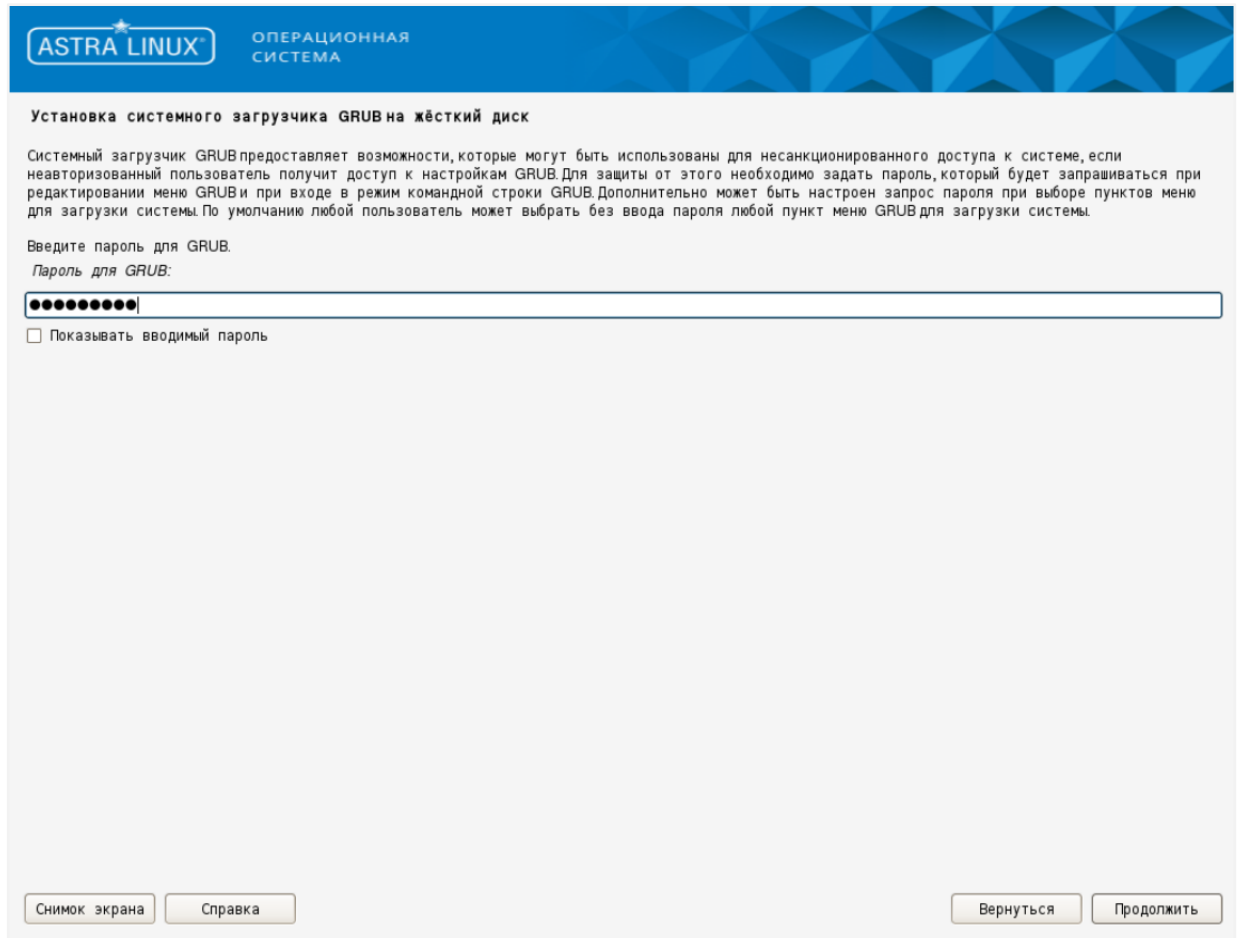 ASTRA LINUX®
ОПЕРАЦИОННАЯ
СИСТЕМА
Установка системного загрузчика GRUB на жёсткий диск
Системный загрузчик GRUB предоставляет возможности, которые могут быть использованы для несанкционированного доступа к системе, если
неавторизованный пользователь получит доступ к настройкам GRUB. Для защиты от этого необходимо задать пароль, который будет запрашиваться при
редактировании меню GRUB и при входе в режим командной строки GRUB. Дополнительно может быть настроен запрос пароля при выборе пунктов меню
для загрузки системы. По умолчанию любой пользователь может выбрать без ввода пароля любой пункт меню GRUB для загрузки системы.
Введите пароль для GRUB.
Пароль для GRUB:
●●●●●●●●●
Показывать вводимый пароль
Снимок экрана
Справка
Вернуться
Продолжить